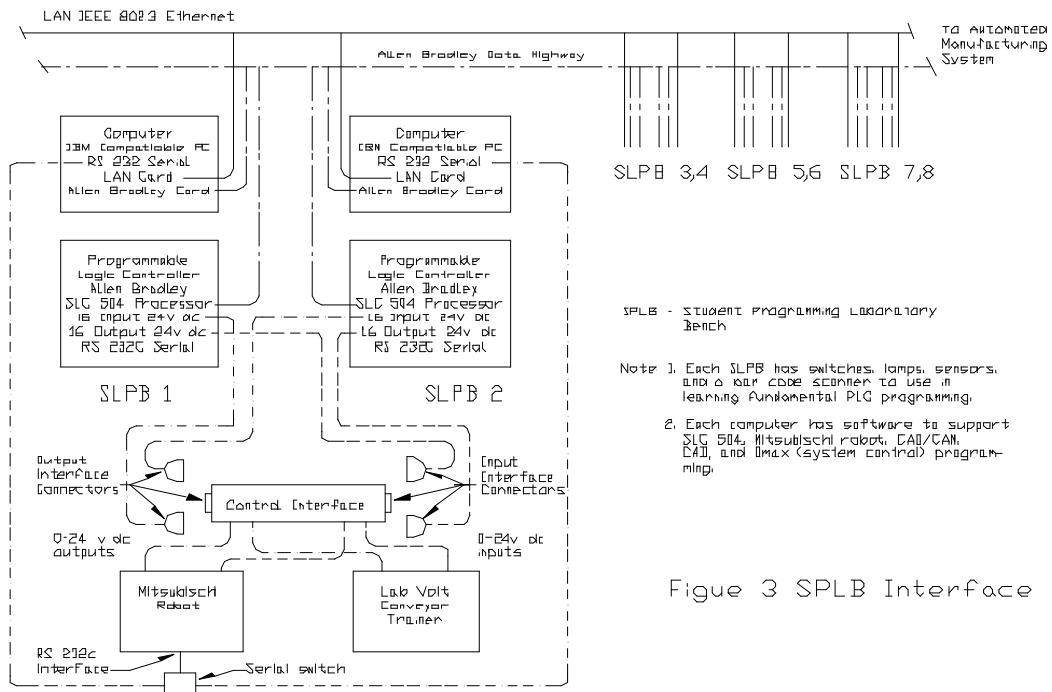 LAN IEEE 802.3 Ethernet
Allen Bradley Data Highway
To Automated
Manufacturing
System
Computer
IBM Compatiable PC
RS 232 Serial
LAN Card
Allen Bradley Card
Computer
IBM Compatiable PC
RS 232 Serial
LAN Card
Allen Bradley Card
SLPB 3,4
SLPB 5,6
SLPB 7,8
Programmable
Logic Controller
Allen Bradley
SLC 504 Processor
16 Input 24v dc
16 Output 24v dc
RS 232C Serial
Programmable
Logic Controller
Allen Bradley
SLC 504 Processor
16 Input 24v dc
16 Output 24v dc
RS 232C Serial
SLPB 1
SLPB 2
SPLB - Student Programming Laboratory
Bench
Note 1. Each SLPB has switches, lamps, sensors,
and a bar code scanner to use in
learning fundamental PLC programming.
2. Each computer has software to support
SLC 504, Mitsubischi robot, CAD/CAM,
CAD, and Omax (system control) program-
ming.
Output
Interface
Connectors
Input
Interface
Connectors
Control Interface
0-24 v dc
outputs
0-24v dc
inputs
Mitsubischi
Robot
Lab Volt
Conveyor
Trainer
RS 232c
Interface
Serial switch
Figue 3 SPLB Interface